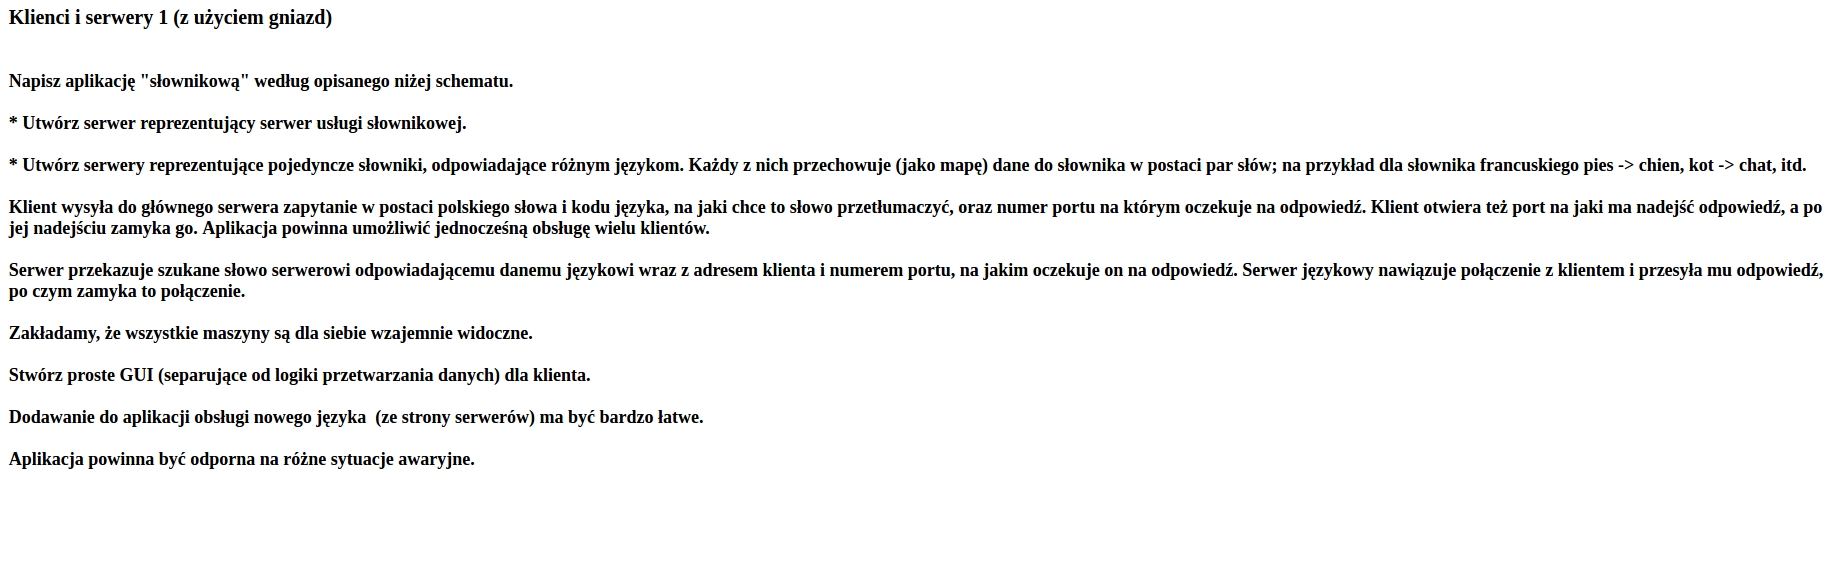 Klienci i serwery 1 (z użyciem gniazd)
Napisz aplikację "słownikową" według opisanego niżej schematu.
* Utwórz serwer reprezentujący serwer usługi słownikowej.
* Utwórz serwery reprezentujące pojedyncze słowniki, odpowiadające różnym językom. Każdy z nich przechowuje (jako mapę) dane do słownika w postaci par słów; na przykład dla słownika francuskiego pies -> chien, kot -> chat, itd.
Klient wysyła do głównego serwera zapytanie w postaci polskiego słowa i kodu języka, na jaki chce to słowo przetłumaczyć, oraz numer portu na którym oczekuje na odpowiedź. Klient otwiera też port na jaki ma nadejść odpowiedź, a po
jej nadejściu zamyka go. Aplikacja powinna umożliwić jednoczesną obsługę wielu klientów.
Serwer przekazuje szukane słowo serwerowi odpowiadającemu danemu językowi wraz z adresem klienta i numerem portu, na jakim oczekuje on na odpowiedź. Serwer językowy nawiązuje połączenie z klientem i przesyła mu odpowiedź,
po czym zamyka to połączenie.
Zakładamy, że wszystkie maszyny są dla siebie wzajemnie widoczne.
Stwórz proste GUI (separujące od logiki przetwarzania danych) dla klienta.
Dodawanie do aplikacji obsługi nowego języka  (ze strony serwerów) ma być bardzo łatwe.
Aplikacja powinna być odporna na różne sytuacje awaryjne.